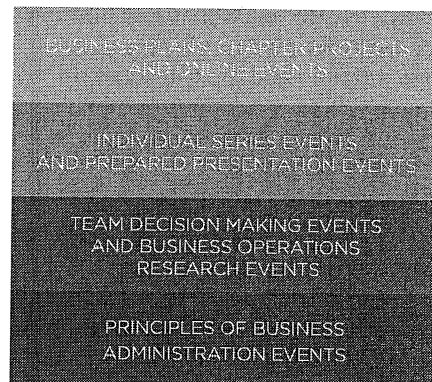 BUSINESS PLANS, CHAPTER PROJECTS
AND ONLINE EVENTS
INDIVIDUAL SERIES EVENTS
AND PREPARED PRESENTATION EVENTS
TEAM DECISION MAKING EVENTS
AND BUSINESS OPERATIONS
RESEARCH EVENTS
PRINCIPLES OF BUSINESS
ADMINISTRATION EVENTS